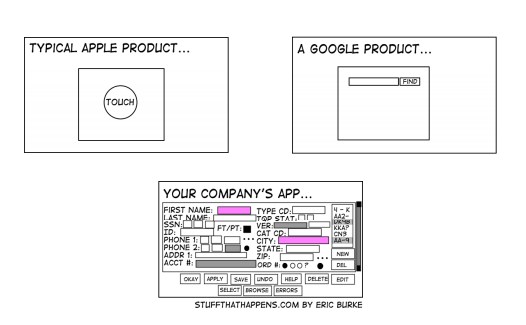 TYPICAL APPLE PRODUCT...
TOUCH
A GOOGLE PRODUCT...
FIND
YOUR COMPANY'S APP...
FIRST NAME: TYPE CD:
LAST NAME: TOP STAT:
SSN: FT/PT: VER:
ID: CAT CD:
PHONE 1: ... CITY:
PHONE 2: STATE:
ADDR 1: ZIP: ...
ACCT #: ORD #: ?
4 - K
AA2-
KKA?
CN9
AA-9
NEW
DEL
OKAY APPLY SAVE UNDO HELP DELETE EDIT
SELECT BROWSE ERRORS
STUFFTHATHAPPENS.COM BY ERIC BURKE